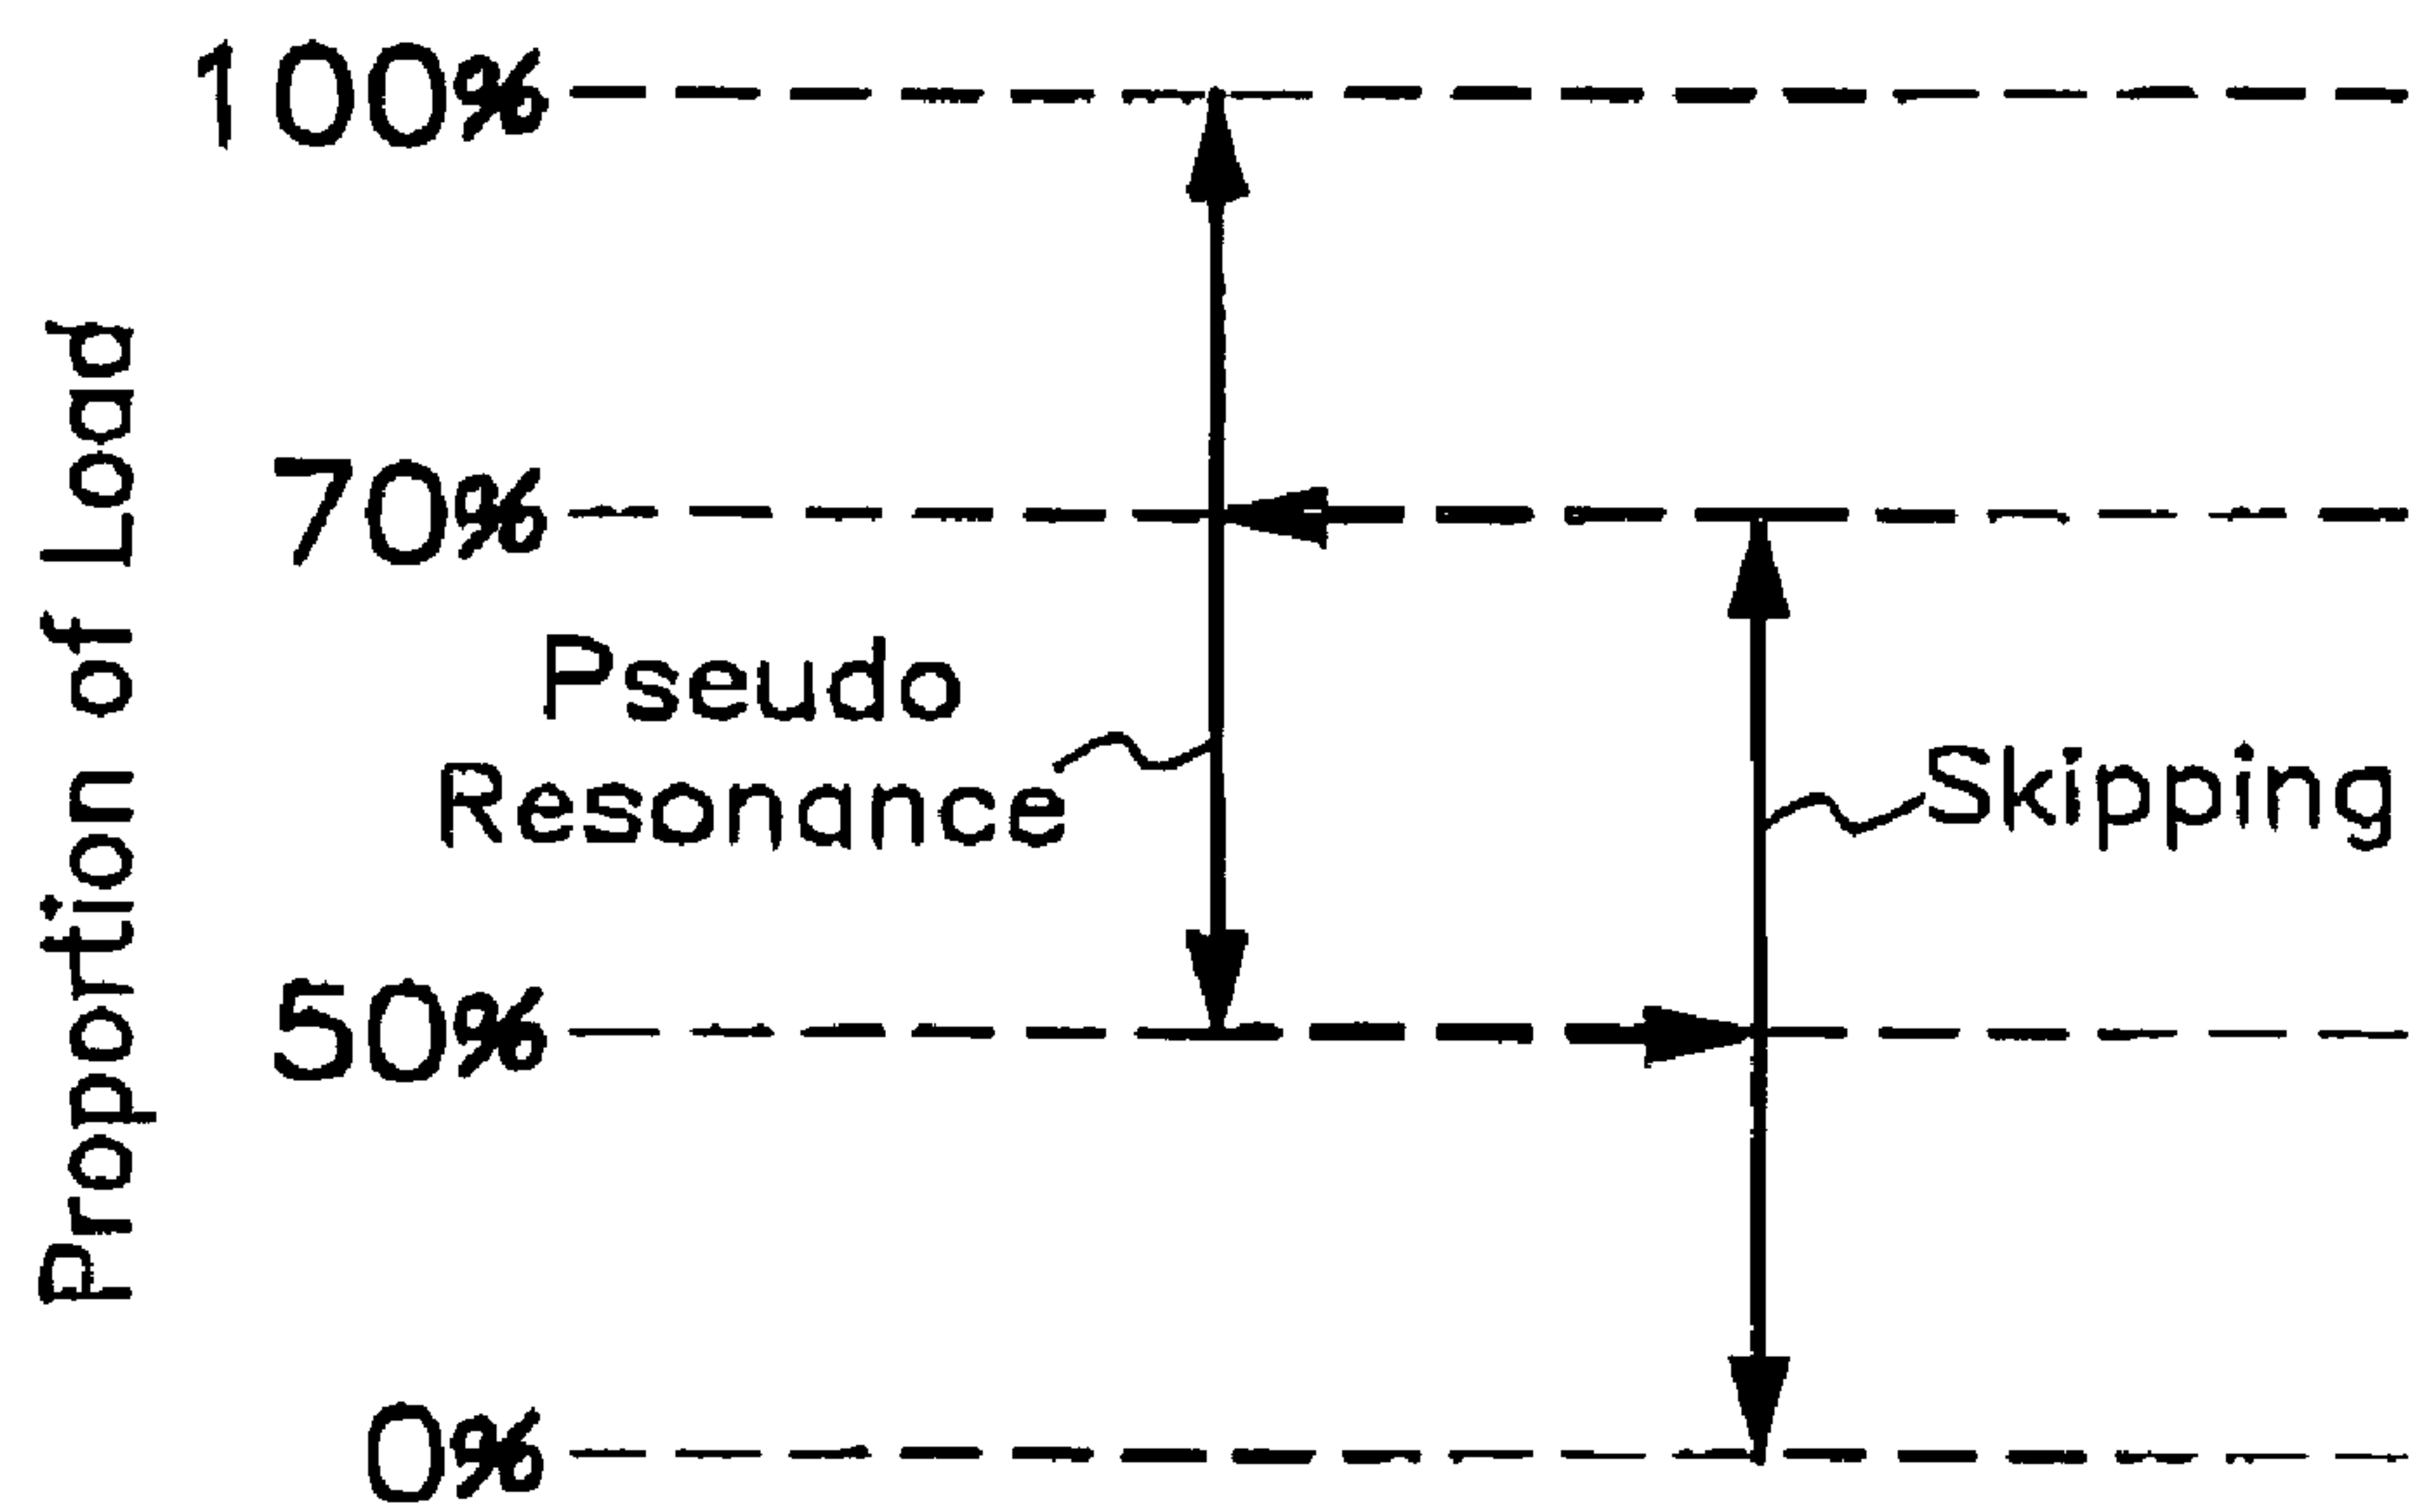 100%
Proportion of Load
70%
Pseudo
Resonance
Skipping
50%
0%